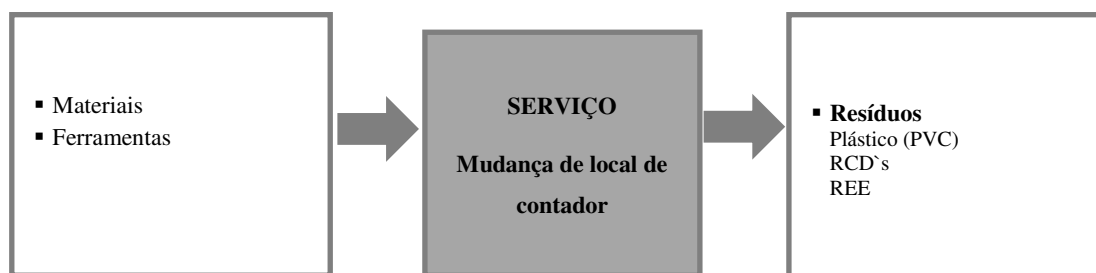 ▪ Materiais
▪ Ferramentas
SERVIÇO
Mudança de local de
contador
▪ Resíduos
Plástico (PVC)
RCD`s
REE